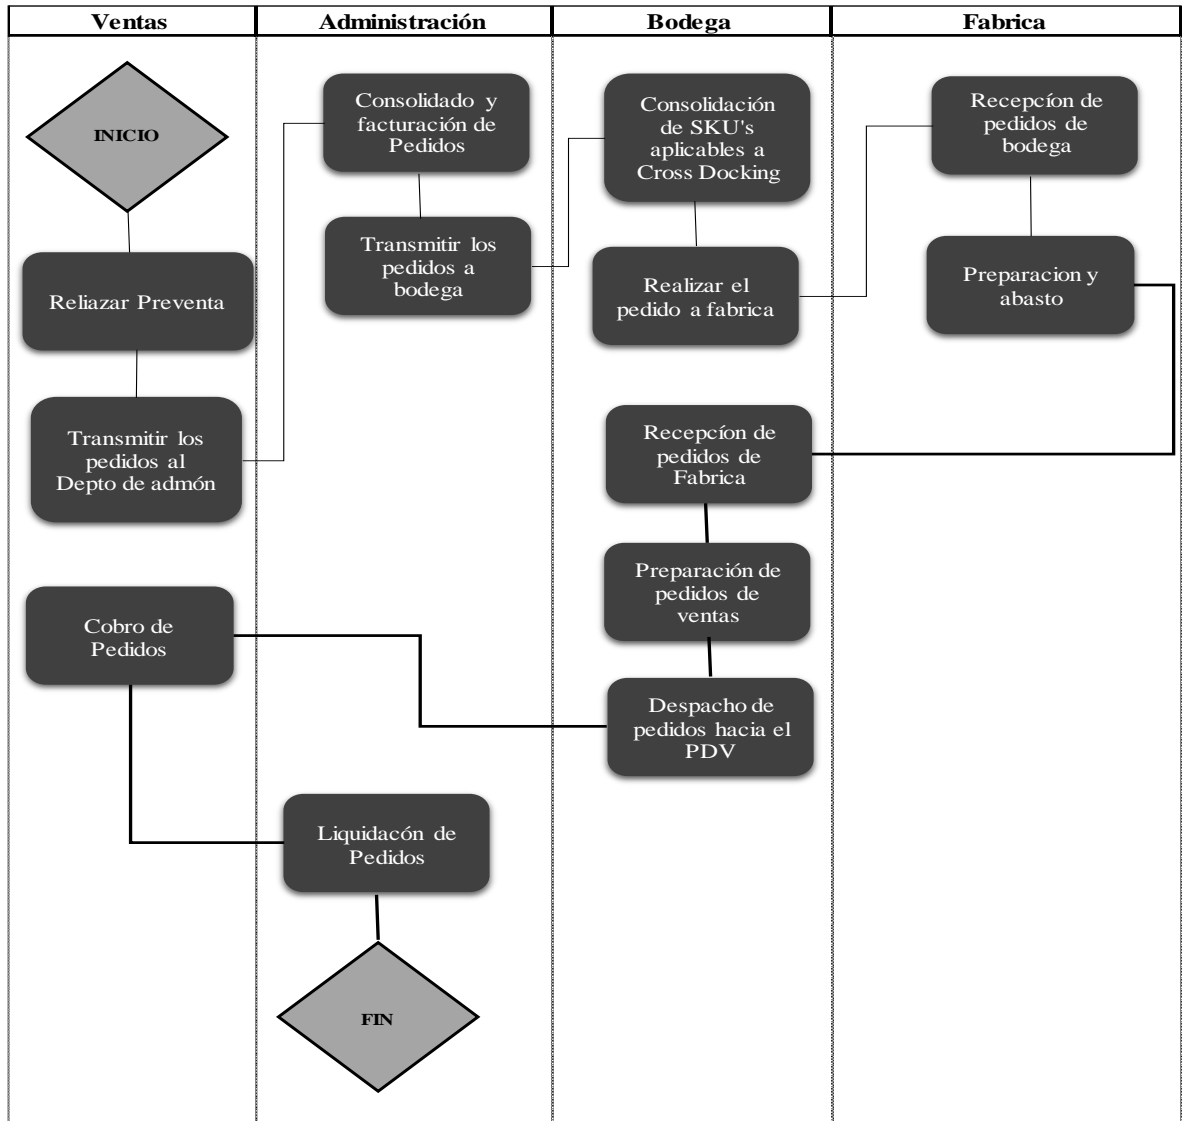 Ventas
Administración
Bodega
Fabrica
INICIO
Reliazar Preventa
Transmitir los
pedidos al
Depto de admón
Consolidado y
facturación de
Pedidos
Transmitir los
pedidos a
bodega
Consolidación
de SKU's
aplicables a
Cross Docking
Realizar el
pedido a fabrica
Recepcíon de
pedidos de
bodega
Preparacion y
abasto
Recepcíon de
pedidos de
Fabrica
Preparación de
pedidos de
ventas
Despacho de
pedidos hacia el
PDV
Cobro de
Pedidos
Liquidacón de
Pedidos
FIN